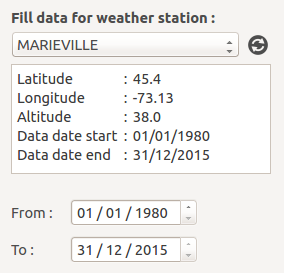 Fill data for weather station :
MARIEVILLE
Latitude : 45.4
Longitude : -73.13
Altitude : 38.0
Data date start : 01/01/1980
Data date end : 31/12/2015
From : 01 / 01 / 1980
To : 31 / 12 / 2015